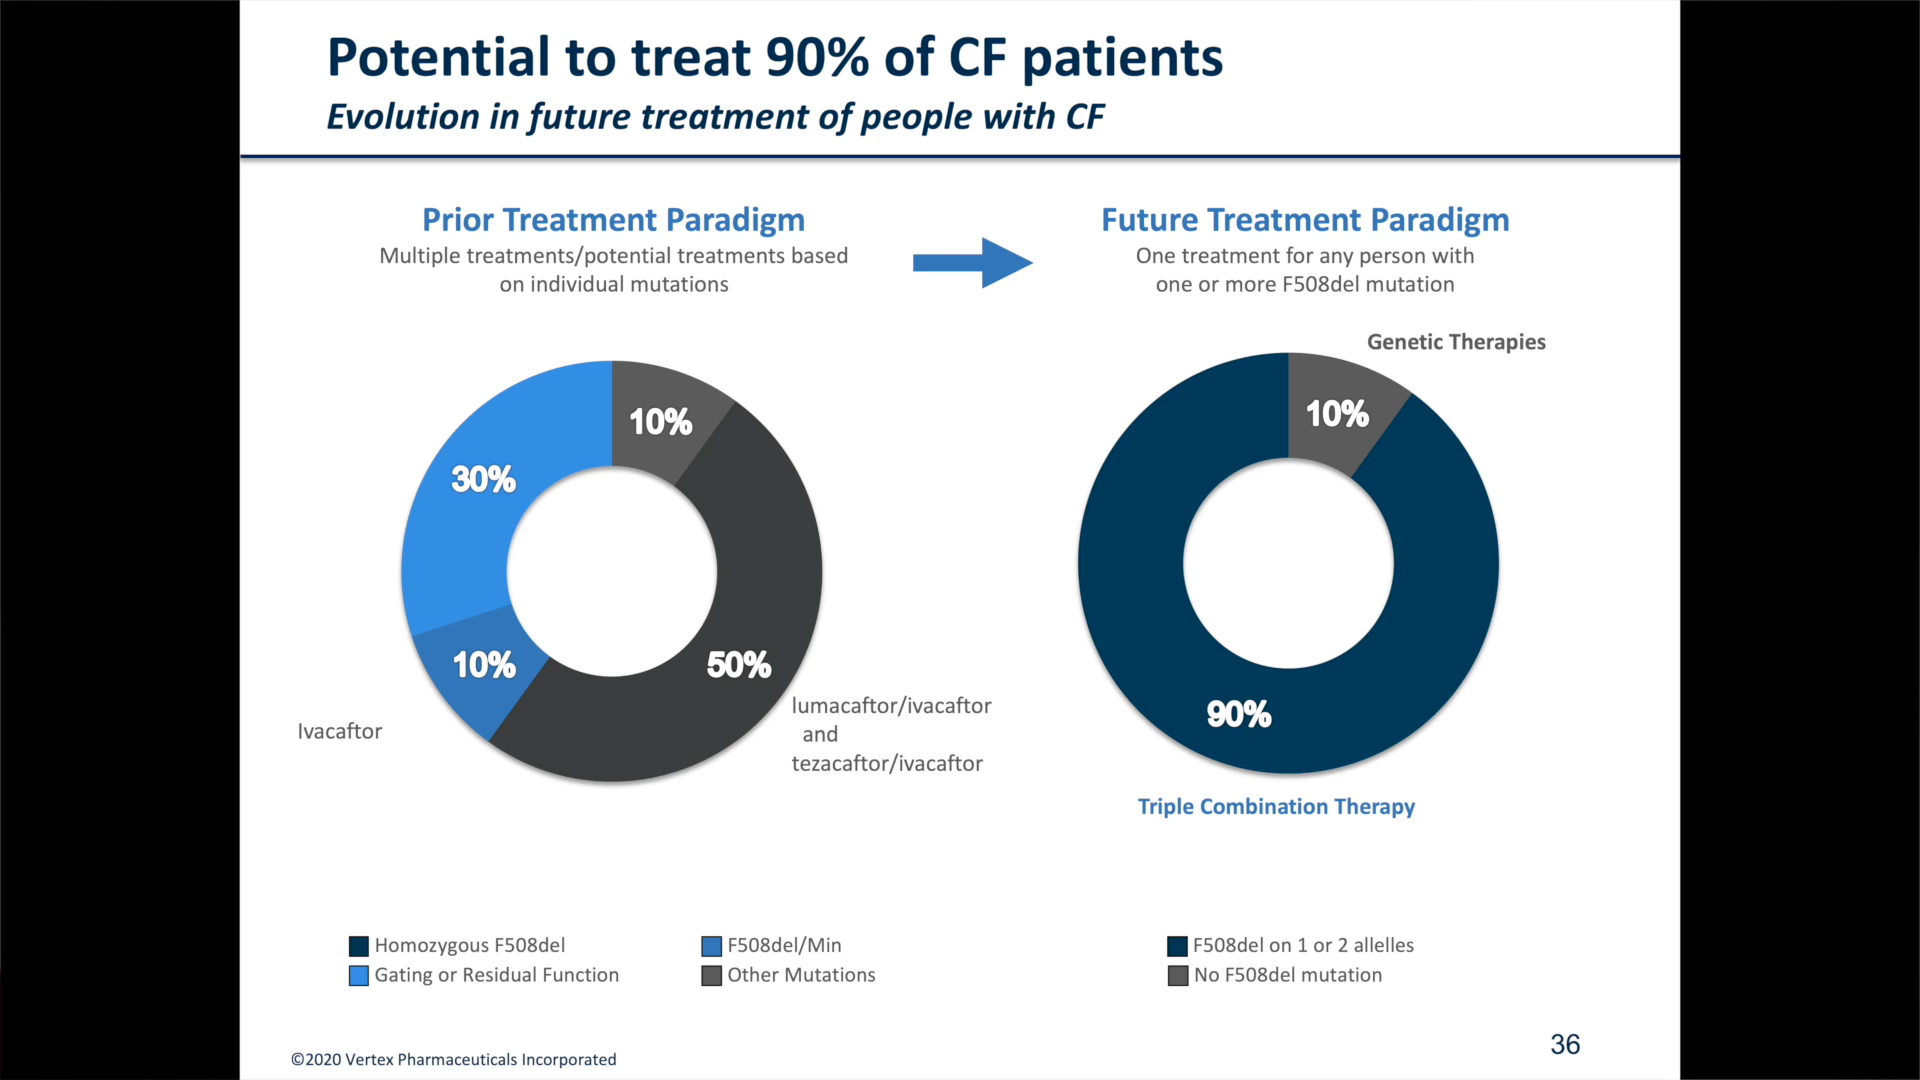 Potential to treat 90% of CF patients
Evolution in future treatment of people with CF
Prior Treatment Paradigm
Multiple treatments/potential treatments based
on individual mutations
Future Treatment Paradigm
One treatment for any person with
one or more F508del mutation
Genetic Therapies
10%
30%
10%
50%
Ivacaftor
lumacaftor/ivacaftor
and
tezacaftor/ivacaftor
10%
90%
Triple Combination Therapy
Homozygous F508del
F508del/Min
Gating or Residual Function
Other Mutations
F508del on 1 or 2 allelles
No F508del mutation
36
©2020 Vertex Pharmaceuticals Incorporated